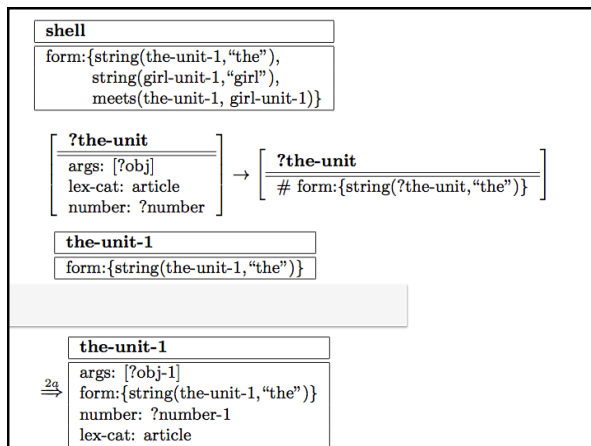 shell
form:{string(the-unit-1,“the”),
string(girl-unit-1,“girl”),
meets(the-unit-1, girl-unit-1)}
?the-unit
args: [?obj]
lex-cat: article
number: ?number
→
?the-unit
# form:{string(?the-unit,“the”)}
the-unit-1
form:{string(the-unit-1,“the”)}
2a
⇒
the-unit-1
args: [?obj-1]
form:{string(the-unit-1,“the”)}
number: ?number-1
lex-cat: article